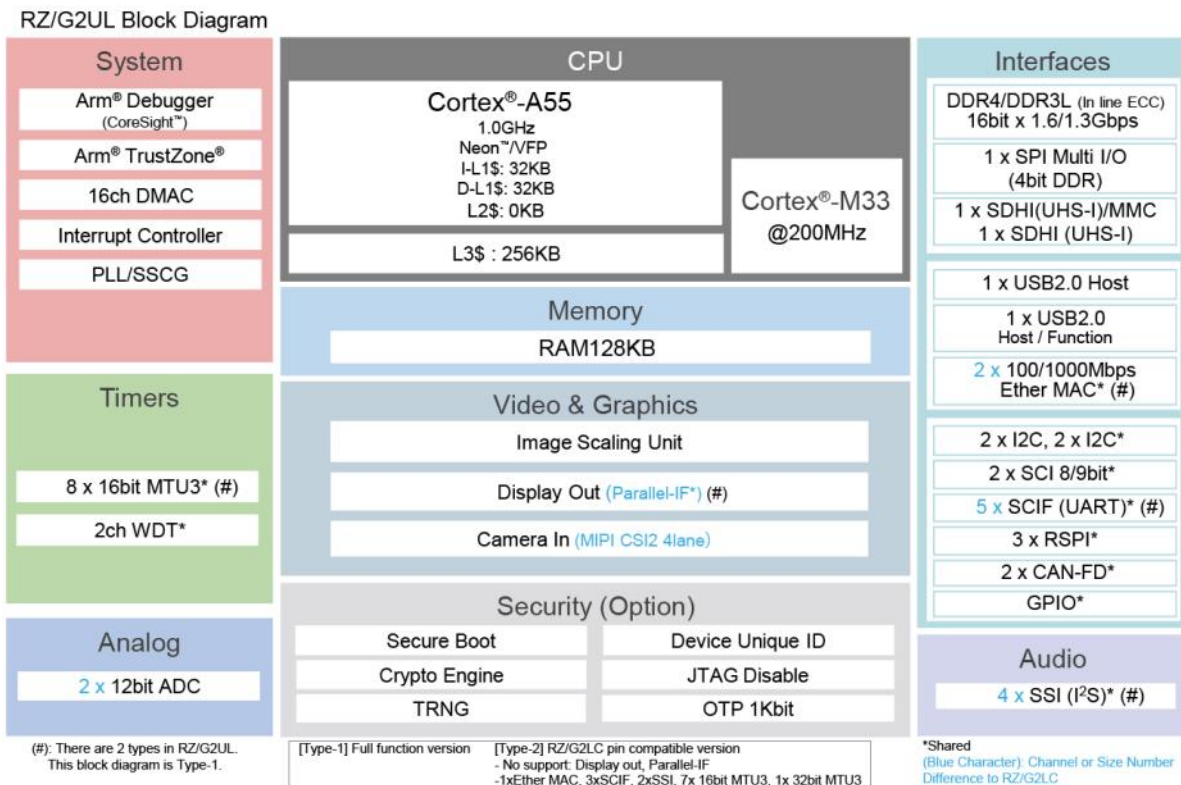 RZ/G2UL Block Diagram
System
Arm® Debugger
(CoreSight™)
Arm® TrustZone®
16ch DMAC
Interrupt Controller
PLL/SSCG
Timers
8 x 16bit MTU3* (#)
2ch WDT*
Analog
2 x 12bit ADC
(#): There are 2 types in RZ/G2UL.
This block diagram is Type-1.
CPU
Cortex®-A55
1.0GHz
Neon™/VFP
I-L1$: 32KB
D-L1$: 32KB
L2$: 0KB
L3$ : 256KB
Cortex®-M33
@200MHz
Memory
RAM128KB
Video & Graphics
Image Scaling Unit
Display Out (Parallel-IF*) (#)
Camera In (MIPI CSI2 4lane)
Security (Option)
Secure Boot
Device Unique ID
Crypto Engine
JTAG Disable
TRNG
OTP 1Kbit
[Type-1] Full function version
[Type-2] RZ/G2LC pin compatible version
- No support: Display out, Parallel-IF
-1xEther MAC, 3xSCIF, 2xSSI, 7x 16bit MTU3, 1x 32bit MTU3
Interfaces
DDR4/DDR3L (In line ECC)
16bit x 1.6/1.3Gbps
1 x SPI Multi I/O
(4bit DDR)
1 x SDHI(UHS-I)/MMC
1 x SDHI (UHS-I)
1 x USB2.0 Host
1 x USB2.0
Host / Function
2 x 100/1000Mbps
Ether MAC* (#)
2 x I2C, 2 x I2C*
2 x SCI 8/9bit*
5 x SCIF (UART)* (#)
3 x RSPI*
2 x CAN-FD*
GPIO*
Audio
4 x SSI (I²S)* (#)
*Shared
(Blue Character): Channel or Size Number
Difference to RZ/G2LC